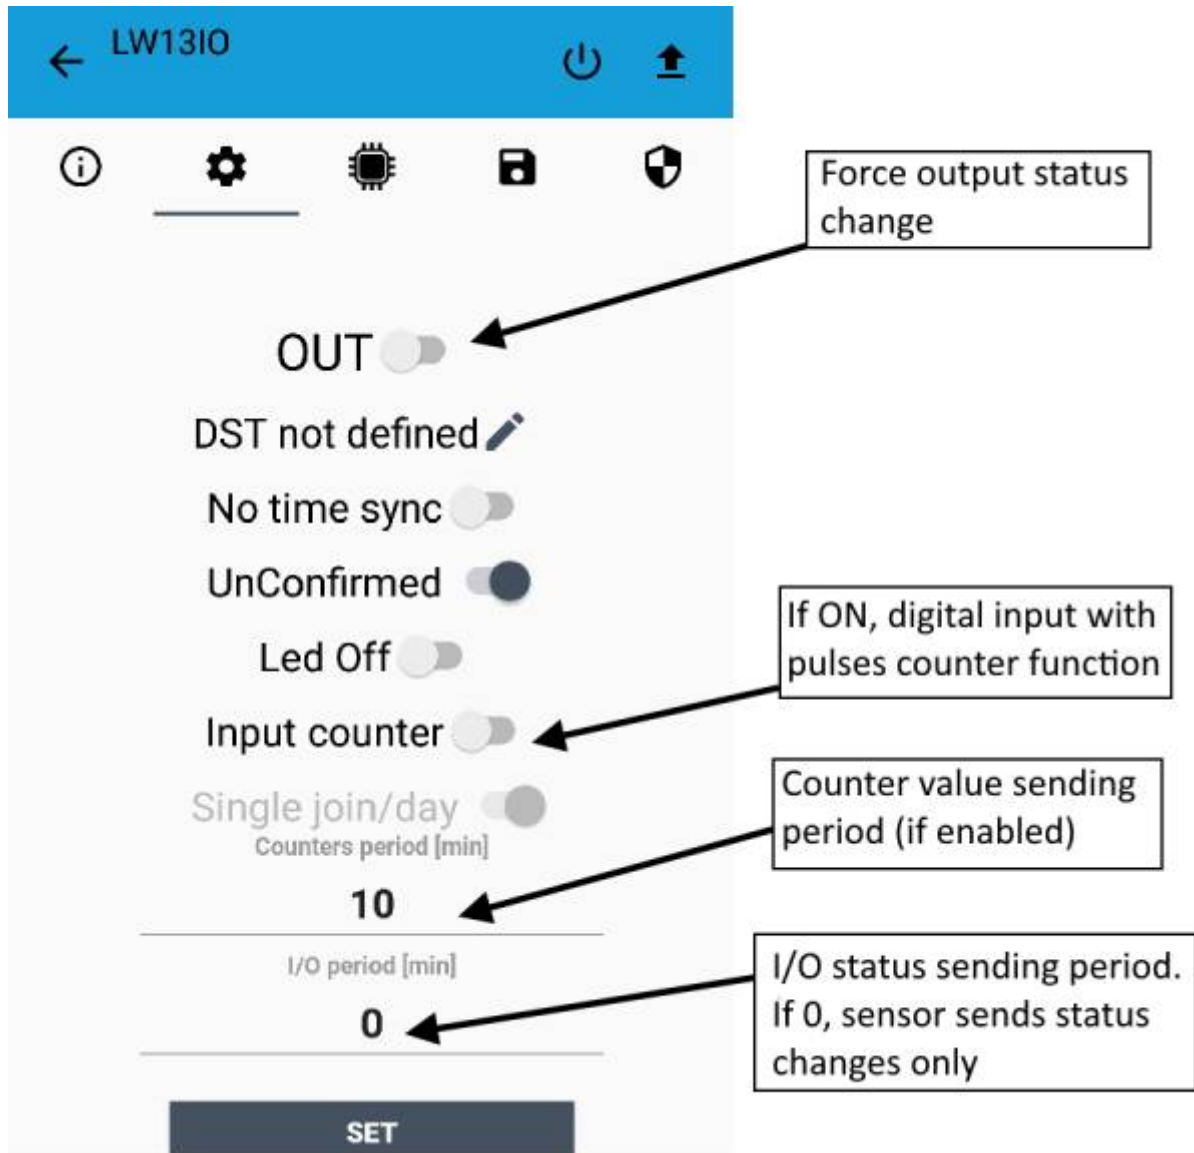 LW13IO
Force output status
change
OUT
DST not defined
No time sync
UnConfirmed
Led Off
If ON, digital input with
pulses counter function
Input counter
Single join/day
Counter value sending
period (if enabled)
Counters period [min]
10
I/O period [min]
I/O status sending period.
If 0, sensor sends status
changes only
0
SET